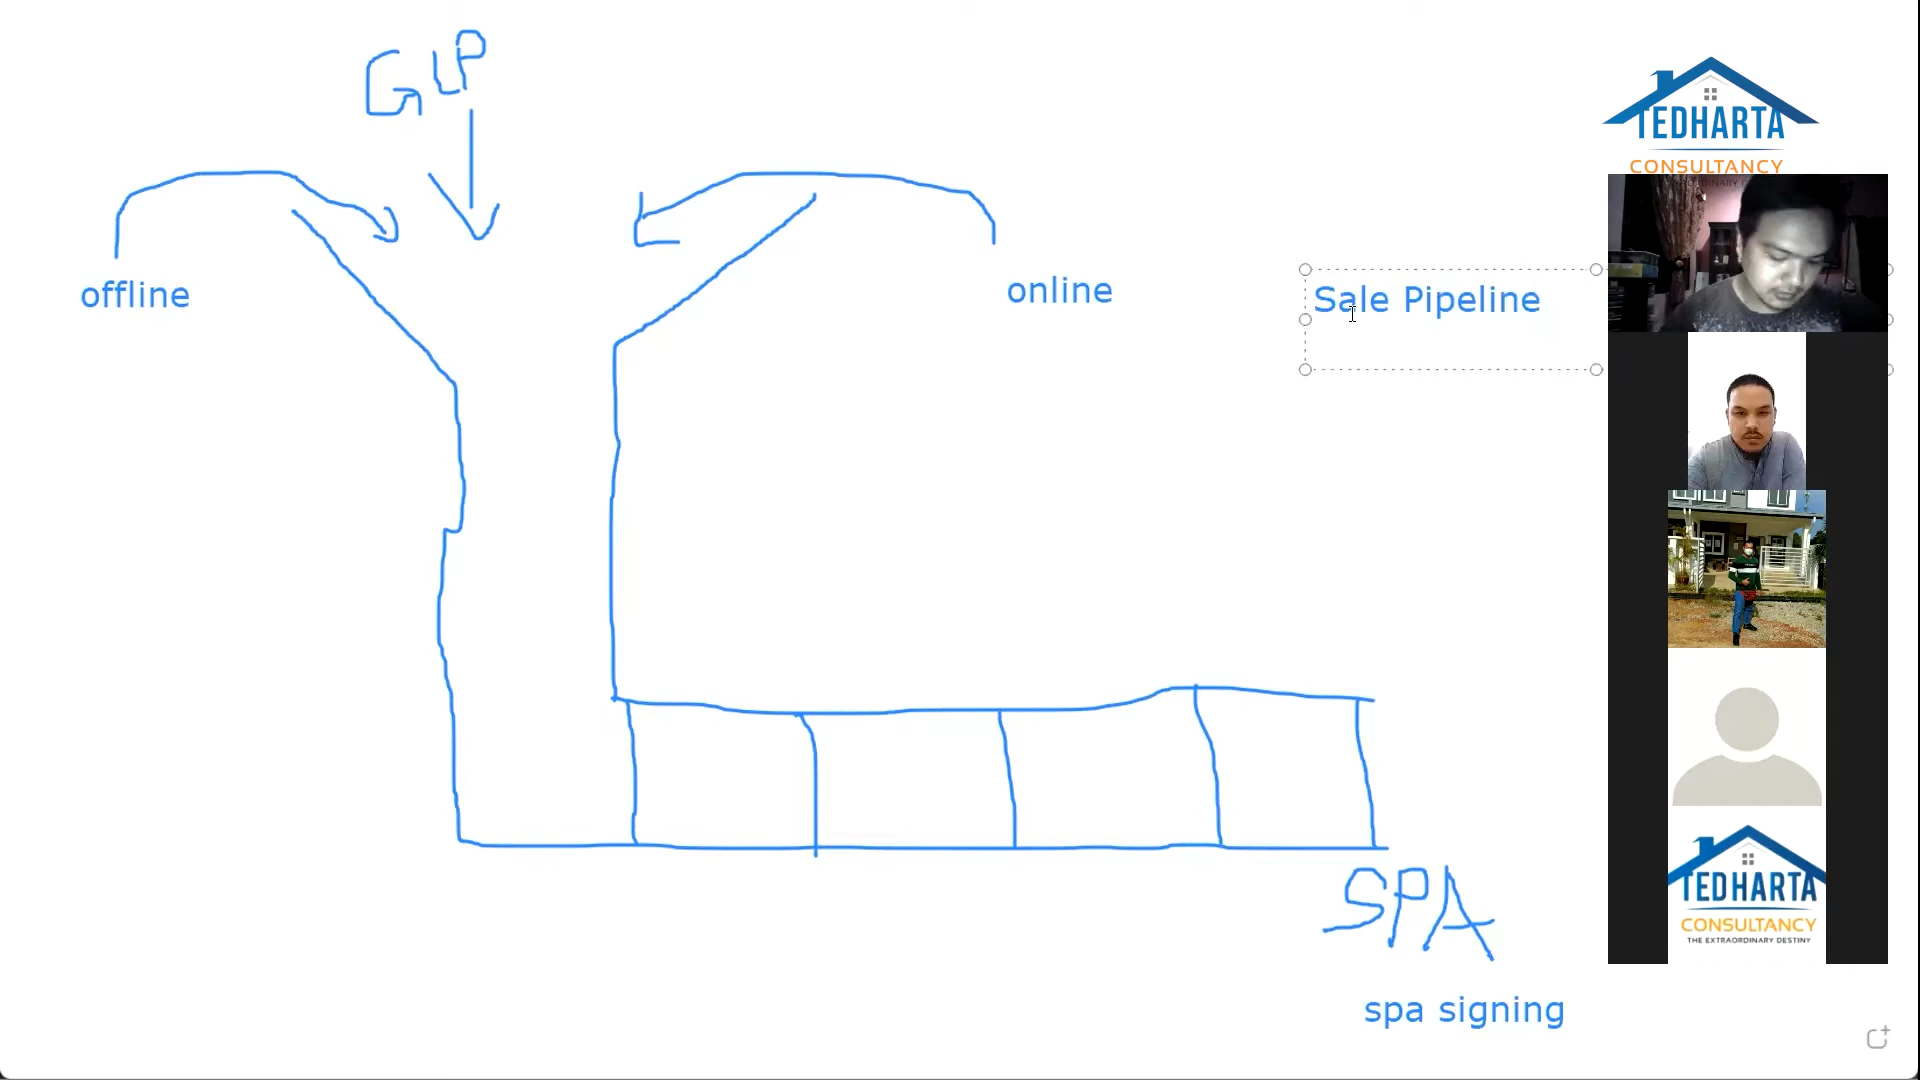 GLP
offline
online
Sale Pipeline
SPA
spa signing
TEDHARTA
CONSULTANCY
TEDHARTA
CONSULTANCY
THE EXTRAORDINARY DESTINY